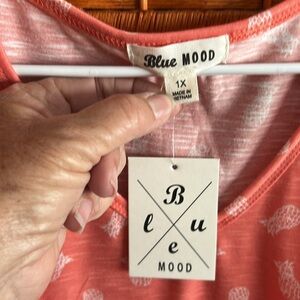 Blue MOOD
1X
MADE IN
VIETNAM
B
l u
e
MOOD